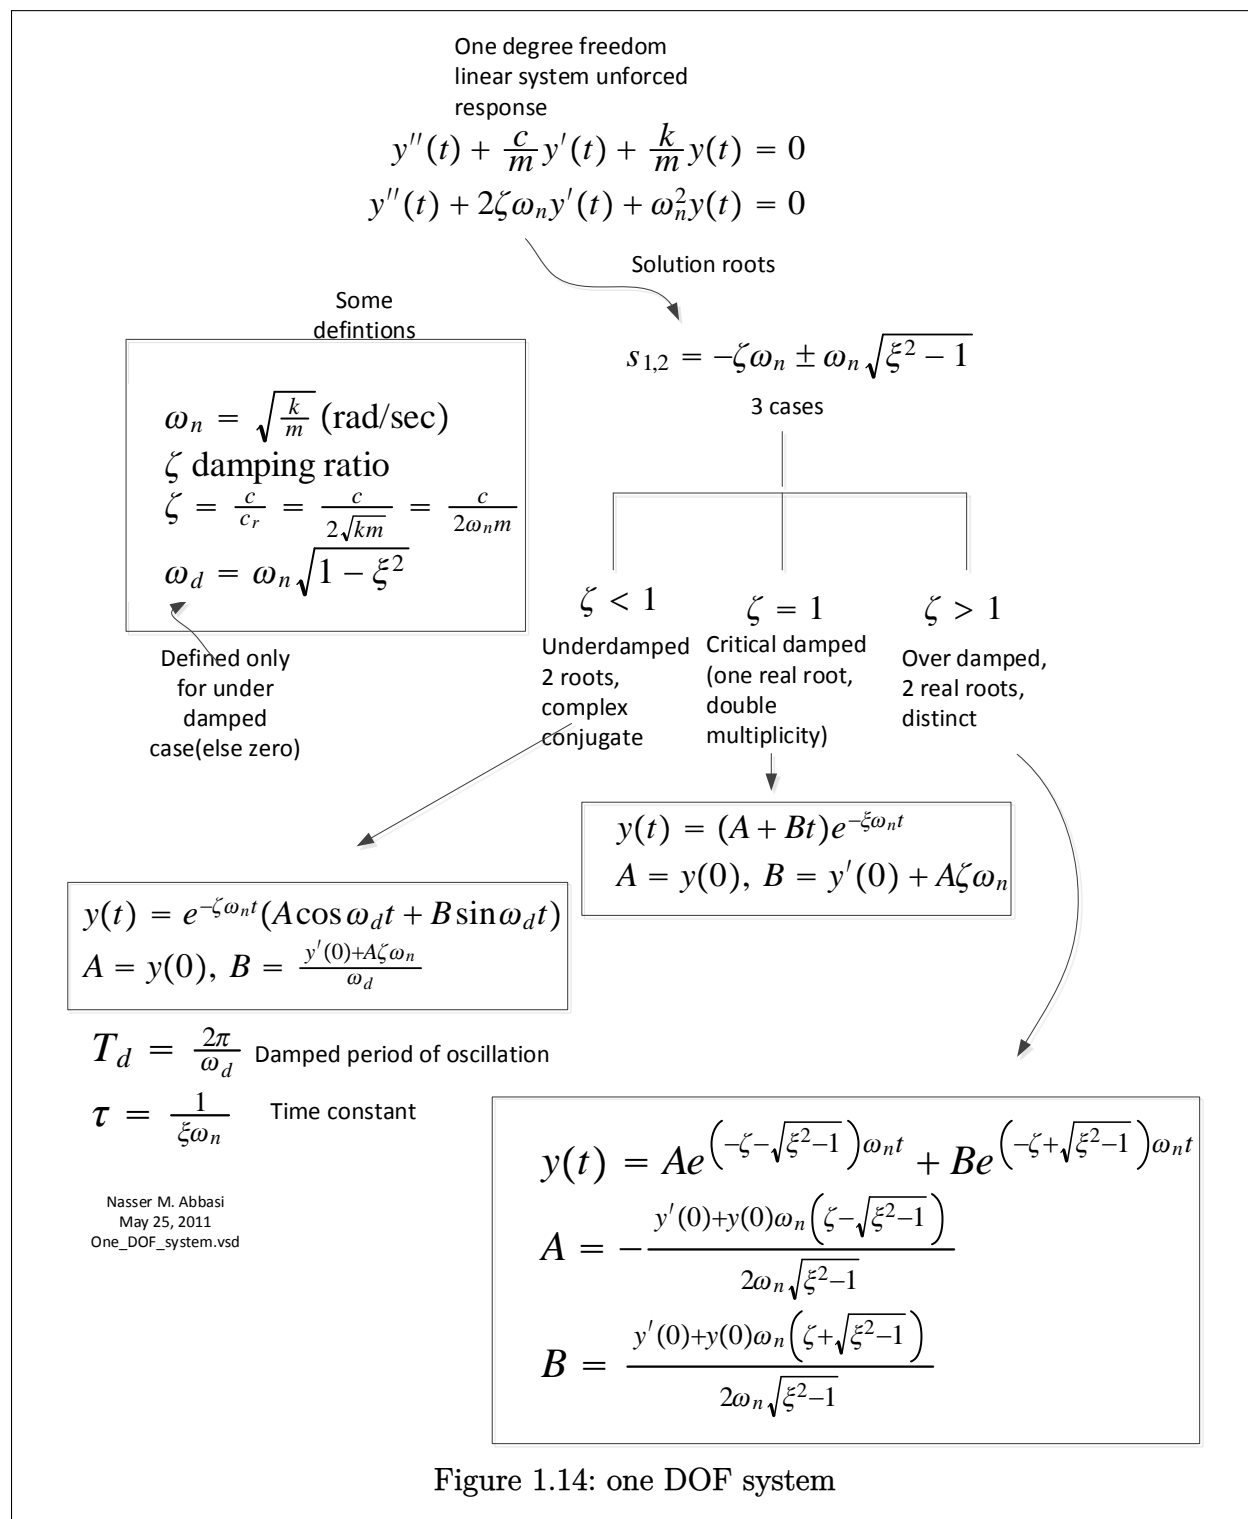 One degree freedom
linear system unforced
response
y''(t) + c/m y'(t) + k/m y(t) = 0
y''(t) + 2ζω_n y'(t) + ω_n^2 y(t) = 0
Solution roots
Some
defintions
s_{1,2} = −ζω_n ± ω_n √(ξ^2 − 1)
3 cases
ω_n = √(k/m) (rad/sec)
ζ damping ratio
ζ = c/c_r = c/(2√(km)) = c/(2ω_n m)
ω_d = ω_n √(1 − ξ^2)
Defined only
for under
damped
case(else zero)
ζ < 1
Underdamped
2 roots,
complex
conjugate
ζ = 1
Critical damped
(one real root,
double
multiplicity)
ζ > 1
Over damped,
2 real roots,
distinct
y(t) = (A + Bt)e^{−ξω_n t}
A = y(0), B = y'(0) + Aζω_n
y(t) = e^{−ζω_n t}(A cos ω_d t + B sin ω_d t)
A = y(0), B = (y'(0)+Aζω_n)/ω_d
T_d = 2π/ω_d Damped period of oscillation
τ = 1/(ξω_n) Time constant
y(t) = Ae^{(−ζ−√(ξ^2−1))ω_n t} + Be^{(−ζ+√(ξ^2−1))ω_n t}
A = −(y'(0)+y(0)ω_n(ζ−√(ξ^2−1)))/(2ω_n √(ξ^2−1))
B = (y'(0)+y(0)ω_n(ζ+√(ξ^2−1)))/(2ω_n √(ξ^2−1))
Nasser M. Abbasi
May 25, 2011
One_DOF_system.vsd
Figure 1.14: one DOF system